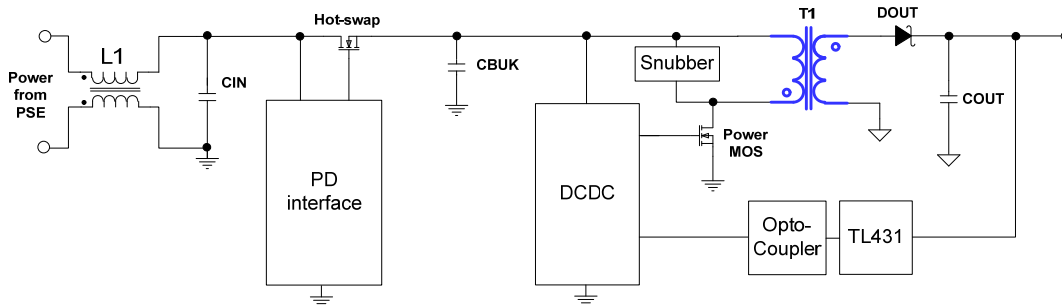 Hot-swap
T1
DOUT
L1
Power
from
PSE
CIN
CBUK
Snubber
COUT
Power
MOS
PD
interface
DCDC
Opto-
Coupler
TL431